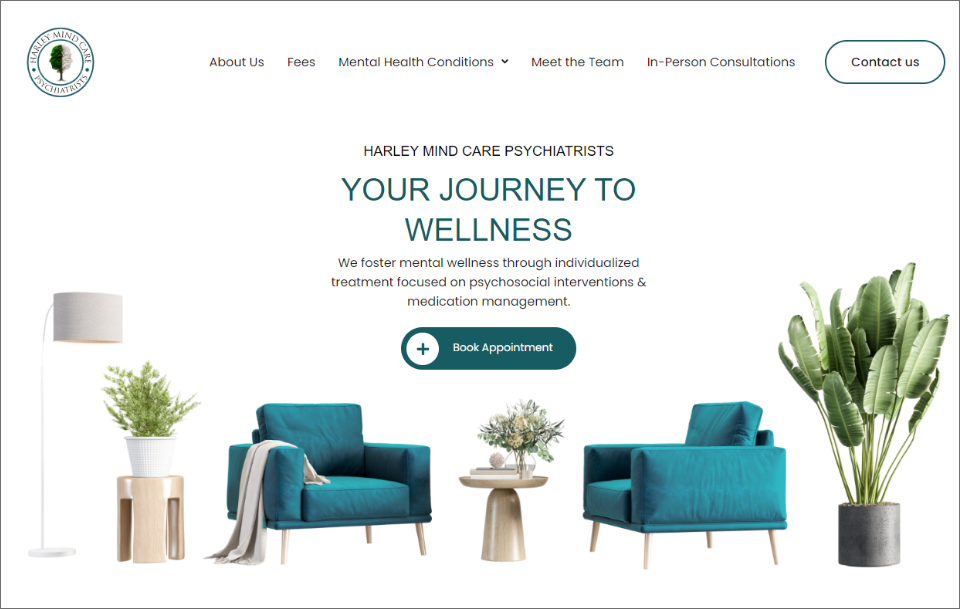 HARLEY MIND CARE
PSYCHIATRISTS
About Us
Fees
Mental Health Conditions
Meet the Team
In-Person Consultations
Contact us
HARLEY MIND CARE PSYCHIATRISTS
YOUR JOURNEY TO
WELLNESS
We foster mental wellness through individualized
treatment focused on psychosocial interventions &
medication management.
Book Appointment